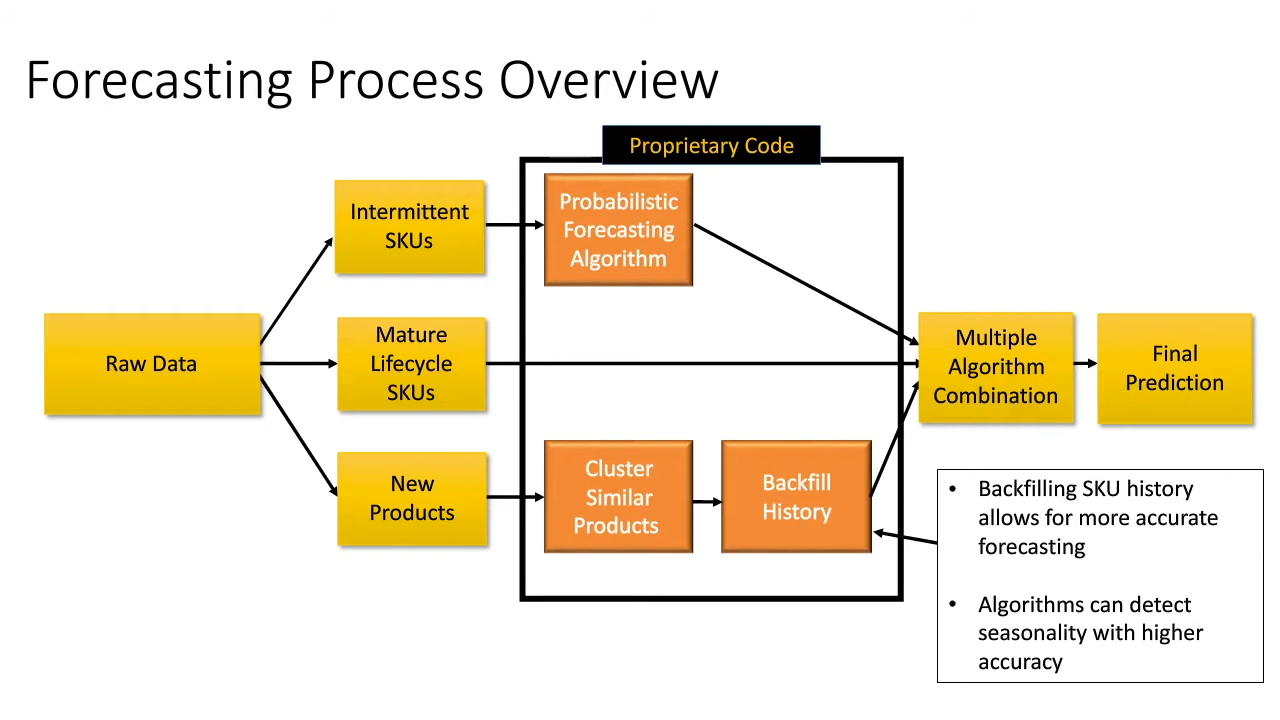 Forecasting Process Overview
Proprietary Code
Intermittent
SKUs
Probabilistic
Forecasting
Algorithm
Raw Data
Mature
Lifecycle
SKUs
Multiple
Algorithm
Combination
Final
Prediction
New
Products
Cluster
Similar
Products
Backfill
History
• Backfilling SKU history
allows for more accurate
forecasting
• Algorithms can detect
seasonality with higher
accuracy